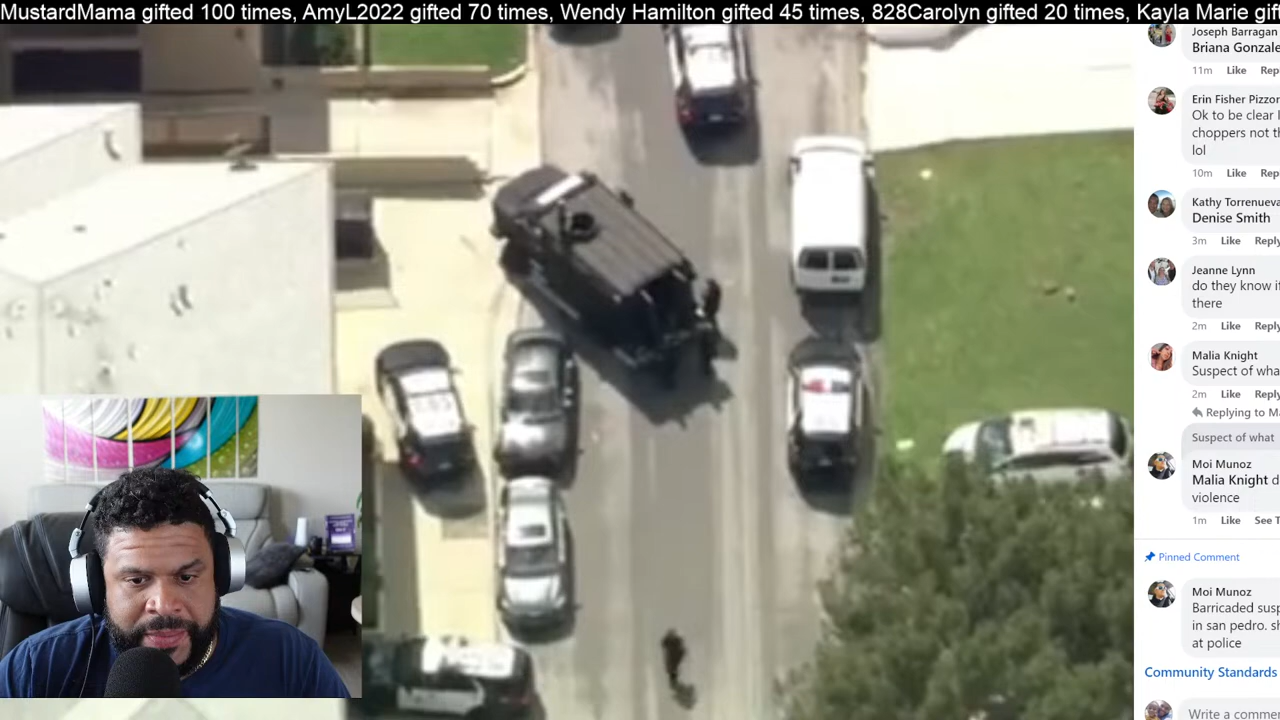 MustardMama gifted 100 times, AmyL2022 gifted 70 times, Wendy Hamilton gifted 45 times, 828Carolyn gifted 20 times, Kayla Marie gif
Joseph Barragan
Briana Gonzale
11m Like Rep
Erin Fisher Pizzor
Ok to be clear
choppers not t
lol
10m Like Rep
Kathy Torrenueva
Denise Smith
3m Like Reply
Jeanne Lynn
do they know if
there
2m Like Reply
Malia Knight
Suspect of wha
2m Like Reply
Replying to Ma
Suspect of what
Moi Munoz
Malia Knight d
violence
1m Like See T
Pinned Comment
Moi Munoz
Barricaded susp
in san pedro. sh
at police
Community Standards
Write a comme